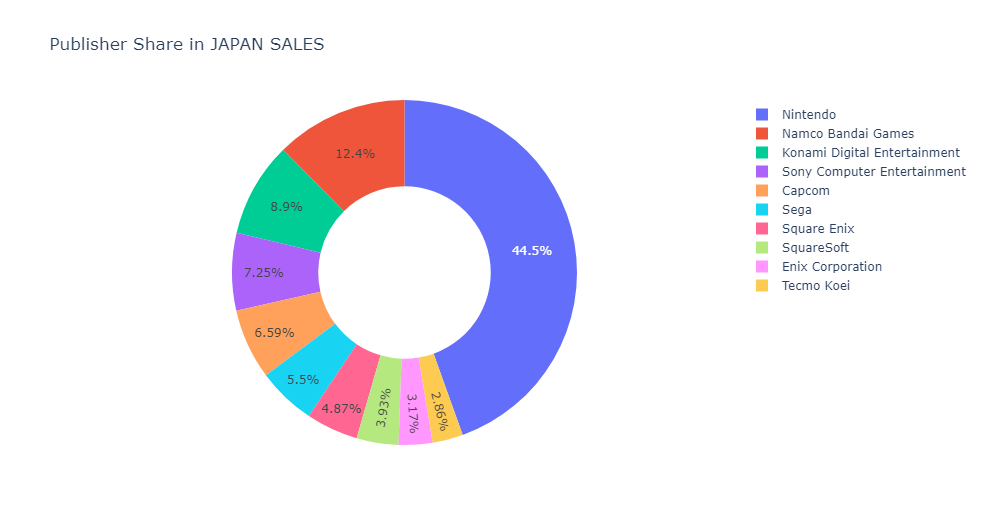 Publisher Share in JAPAN SALES
12.4%
8.9%
44.5%
7.25%
6.59%
5.5%
4.87%
3.93%
3.17%
2.86%
Nintendo
Namco Bandai Games
Konami Digital Entertainment
Sony Computer Entertainment
Capcom
Sega
Square Enix
SquareSoft
Enix Corporation
Tecmo Koei